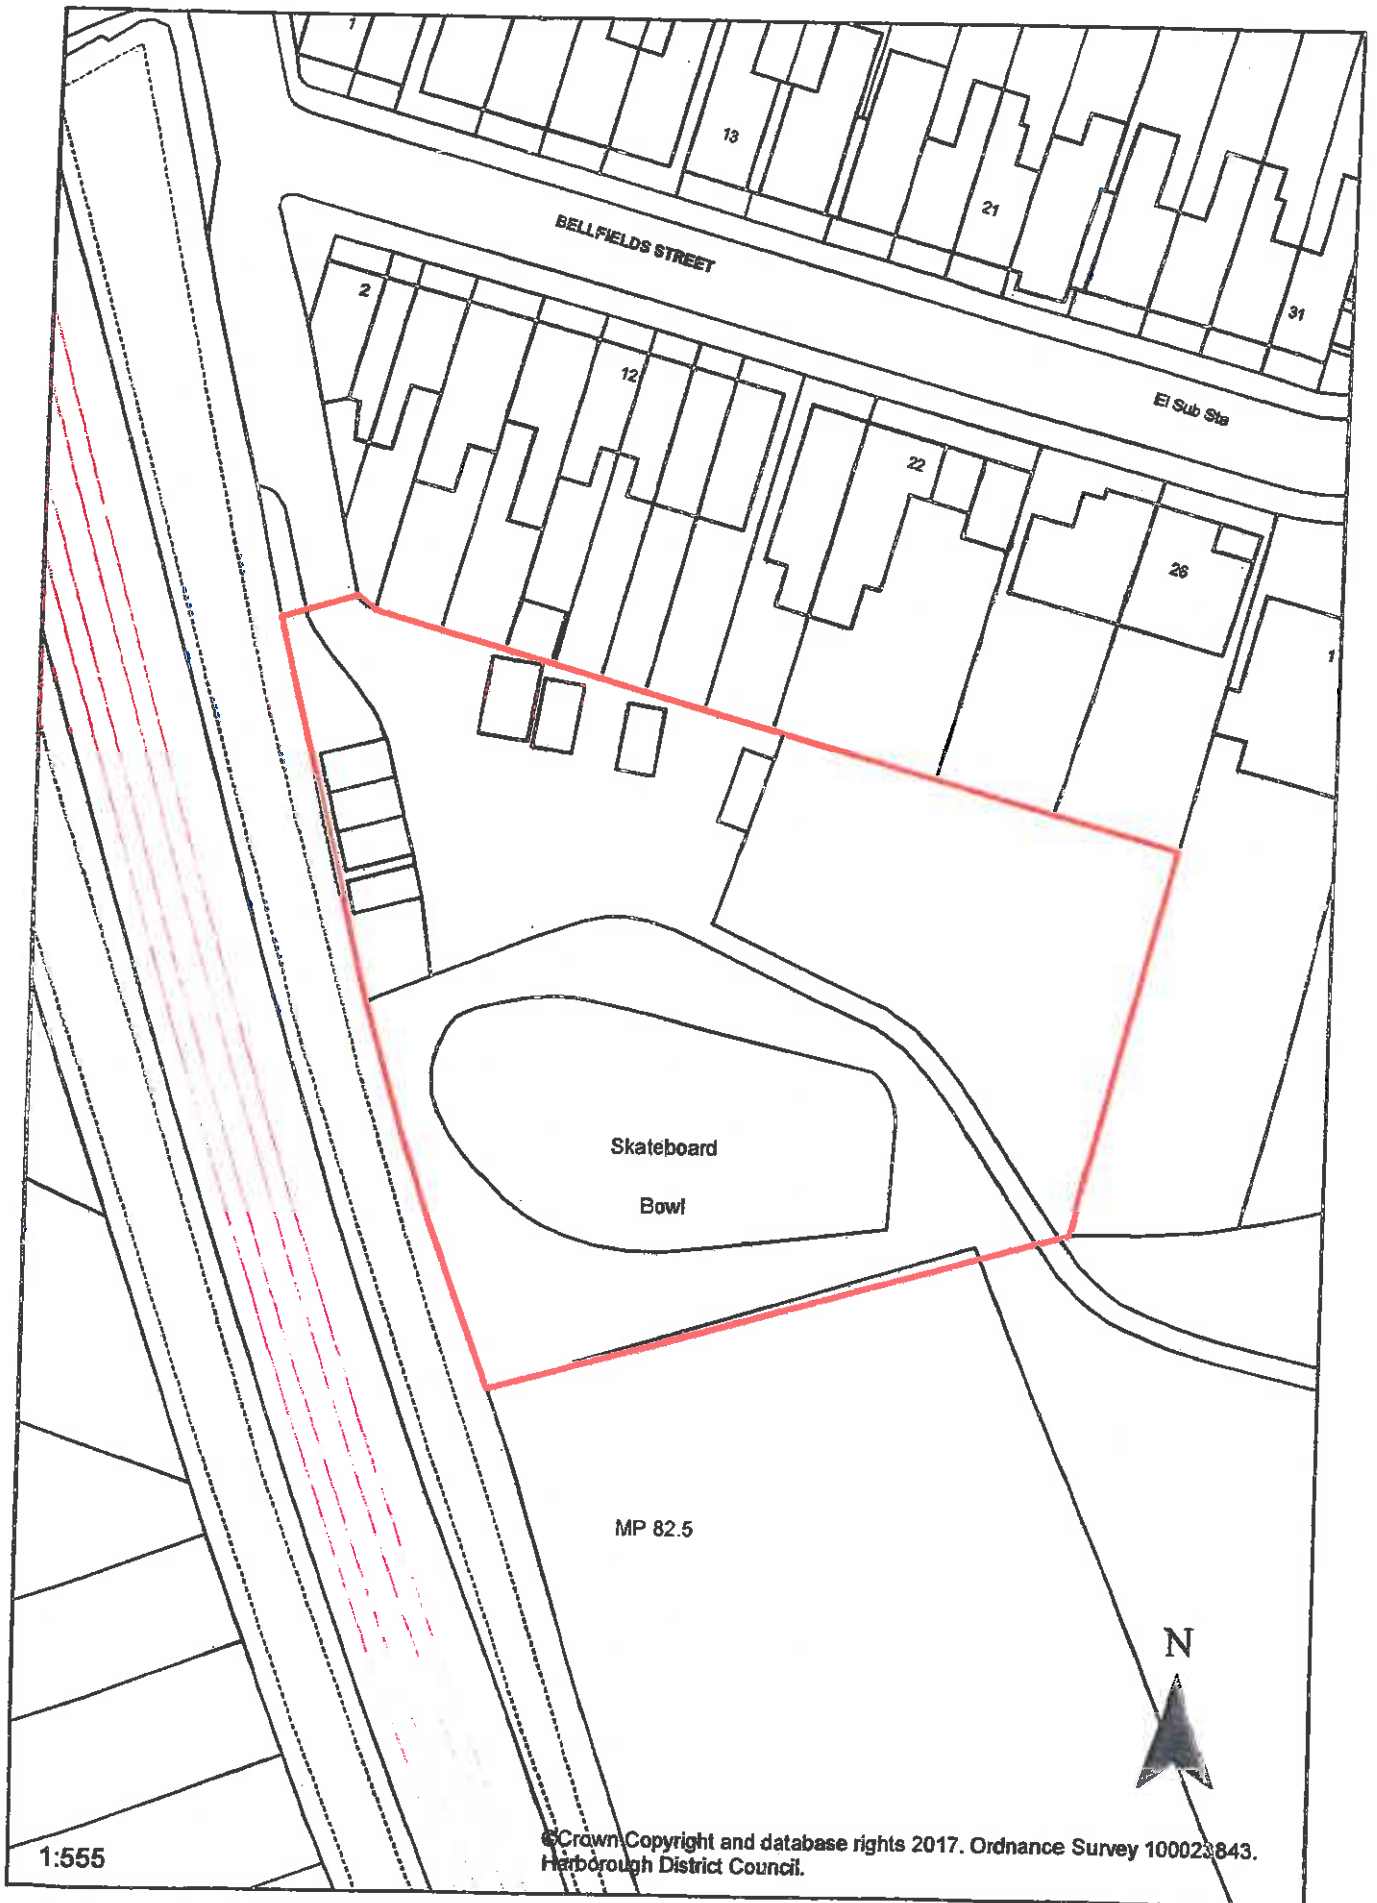 1
13
21
BELLFIELDS STREET
2
31
12
El Sub Sta
22
26
1
Skateboard
Bowl
MP 82.5
N
1:555
©Crown Copyright and database rights 2017. Ordnance Survey 100023843.
Harborough District Council.